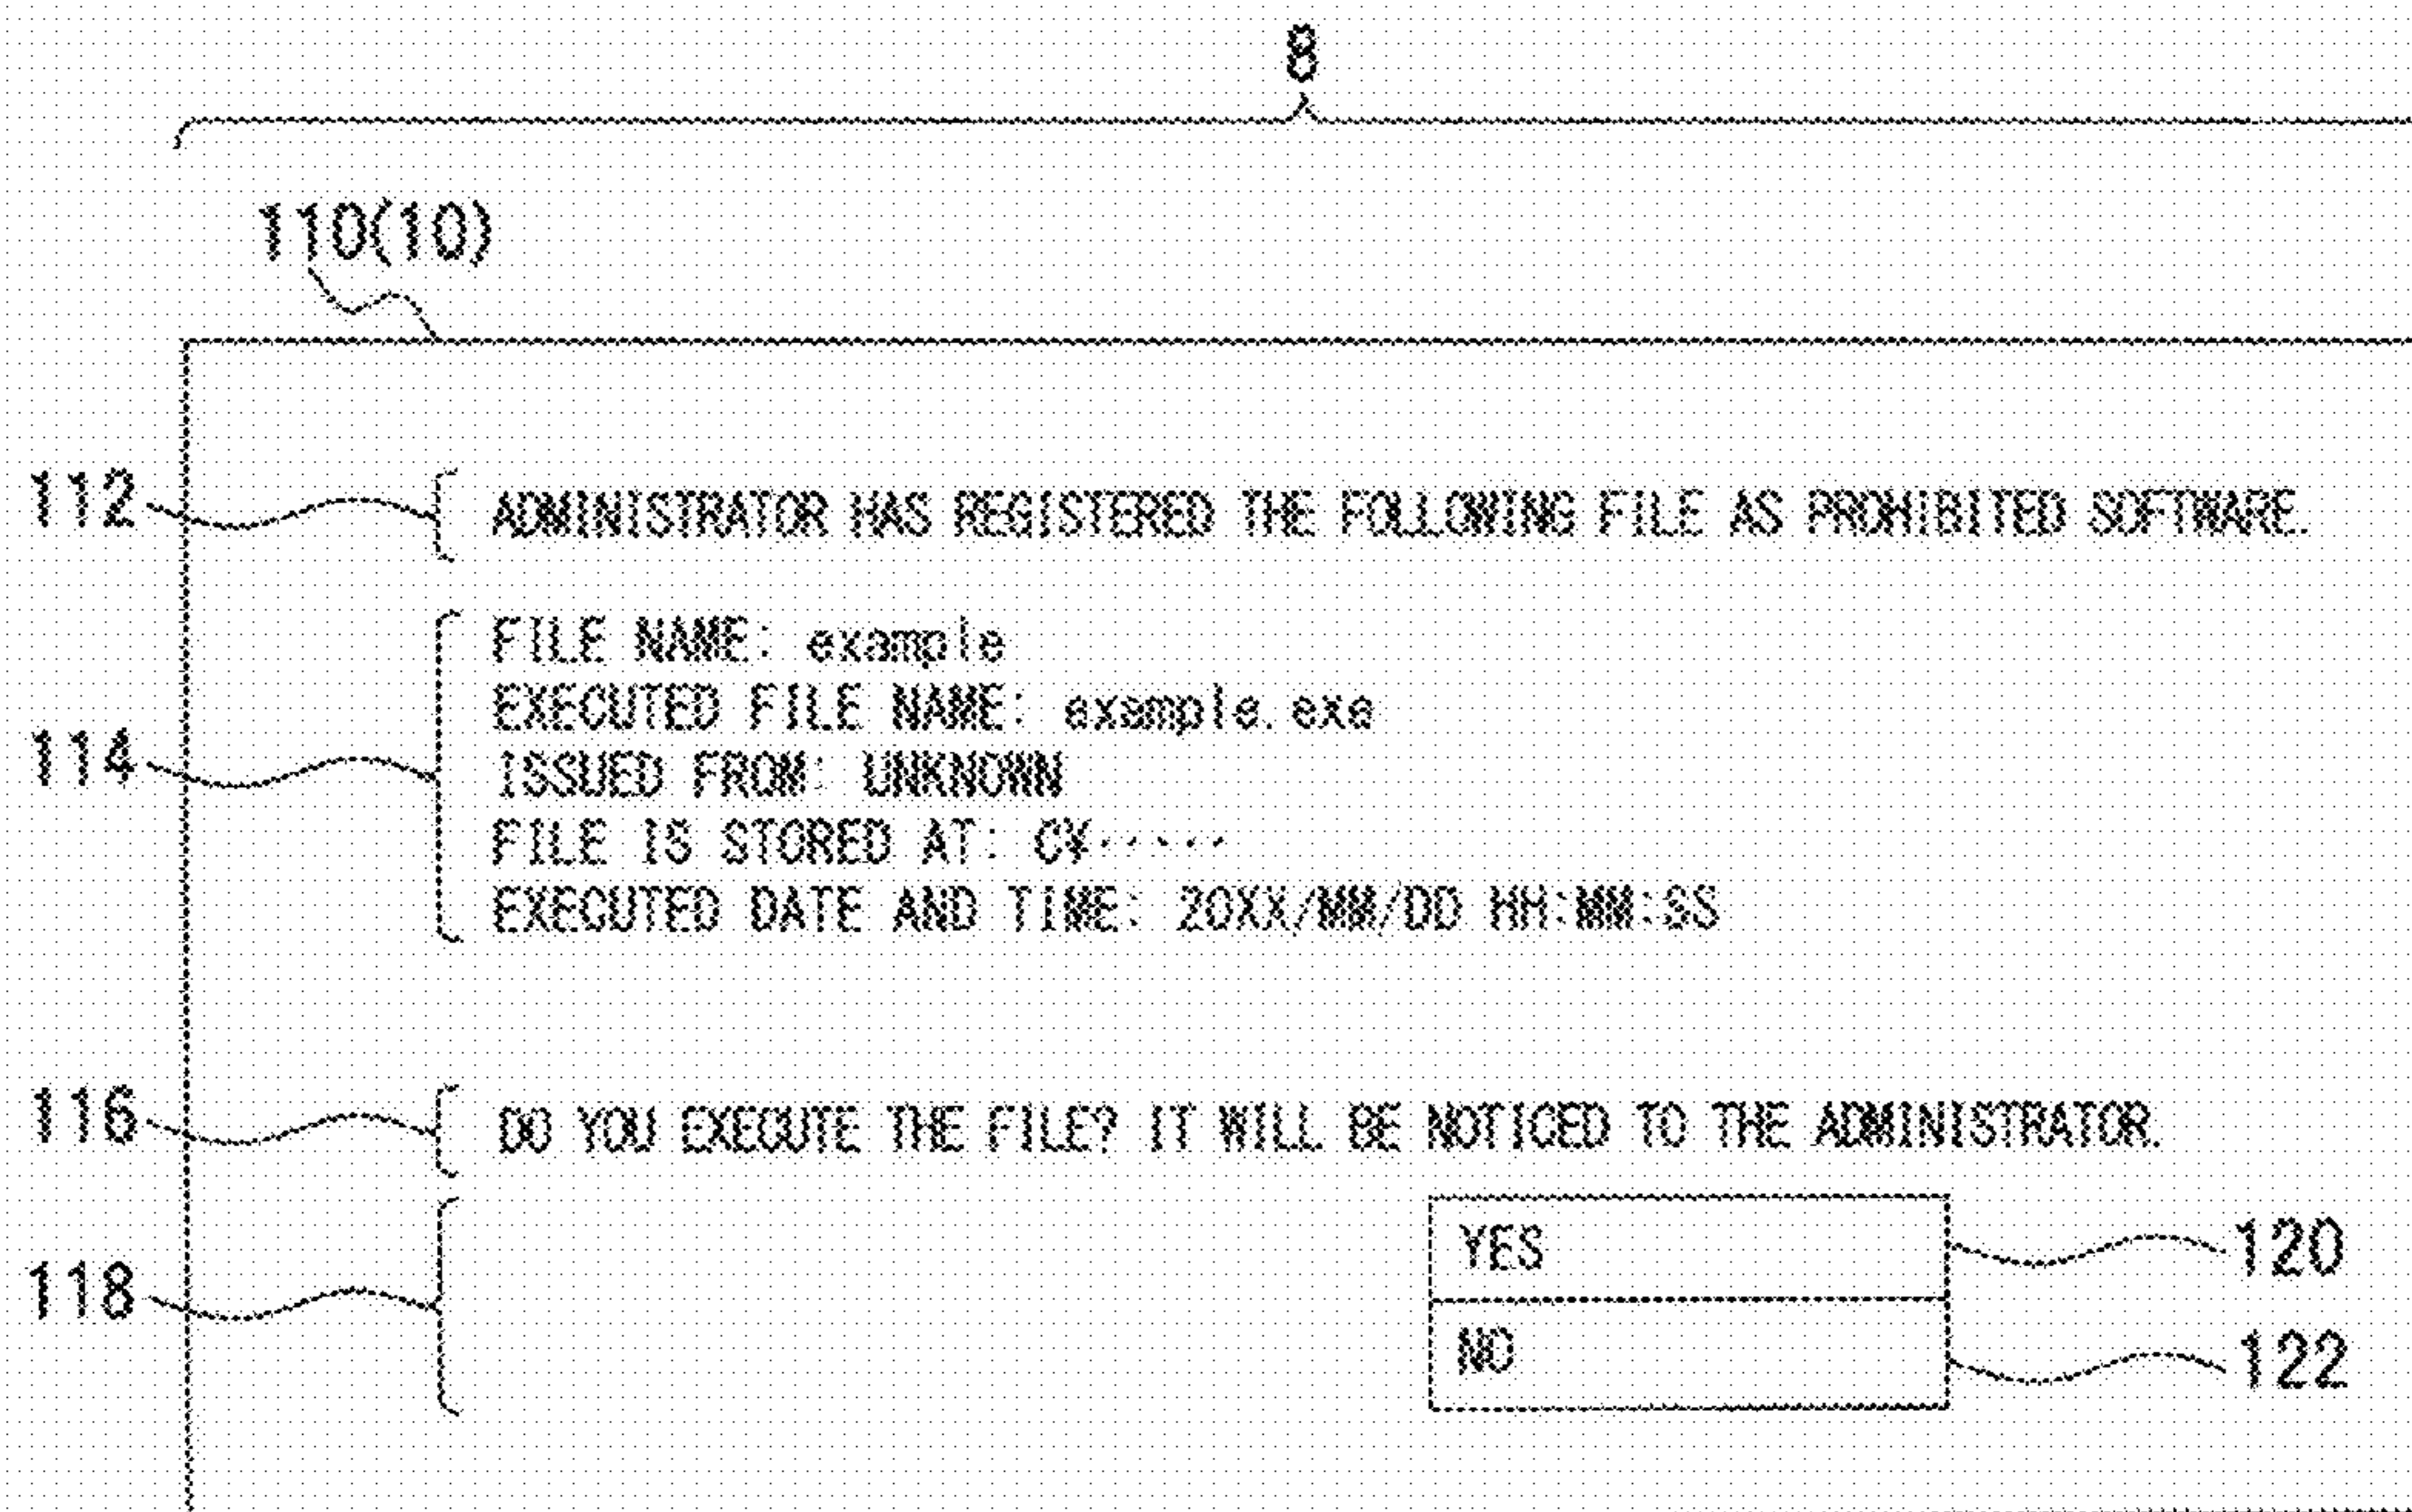 8
110(10)
112 ADMINISTRATOR HAS REGISTERED THE FOLLOWING FILE AS PROHIBITED SOFTWARE.
FILE NAME: example
EXECUTED FILE NAME: example.exe
114 ISSUED FROM: UNKNOWN
FILE IS STORED AT: C¥·····
EXECUTED DATE AND TIME: 20XX/MM/DD HH:MM:SS
116 DO YOU EXECUTE THE FILE? IT WILL BE NOTICED TO THE ADMINISTRATOR.
YES 120
118
NO 122